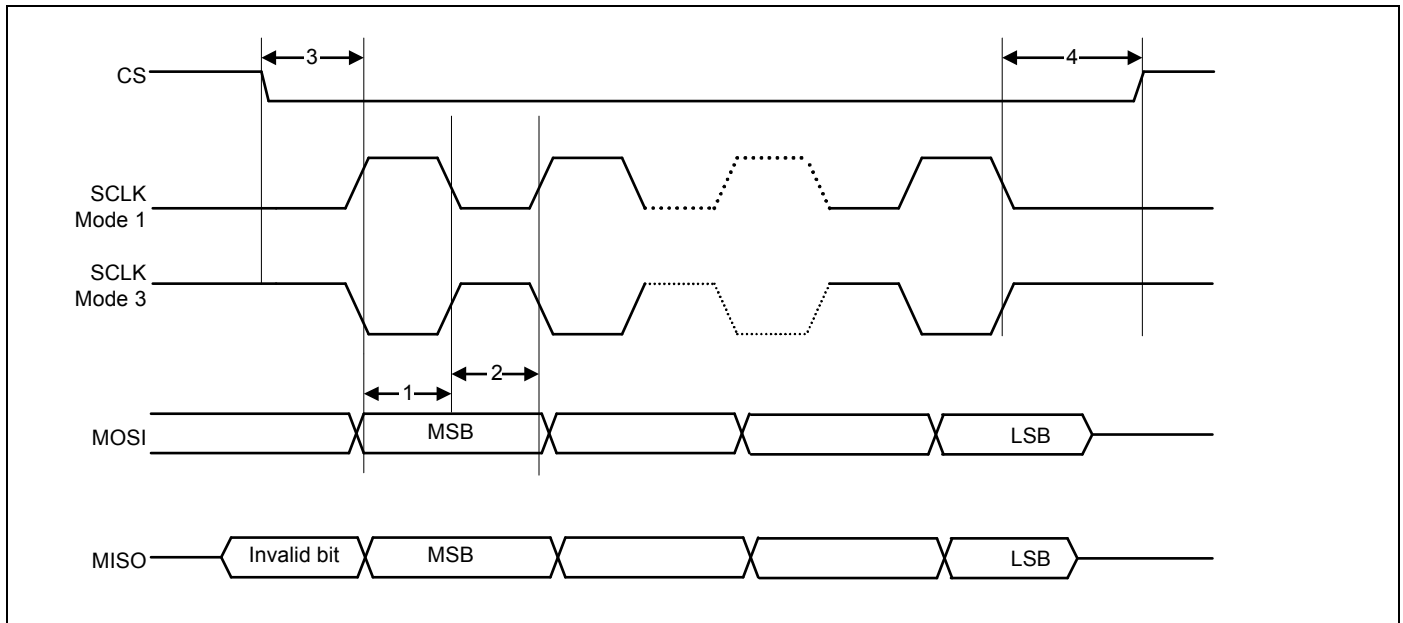 3
4
CS
SCLK
Mode 1
SCLK
Mode 3
1
2
MOSI
MSB
LSB
MISO
Invalid bit
MSB
LSB